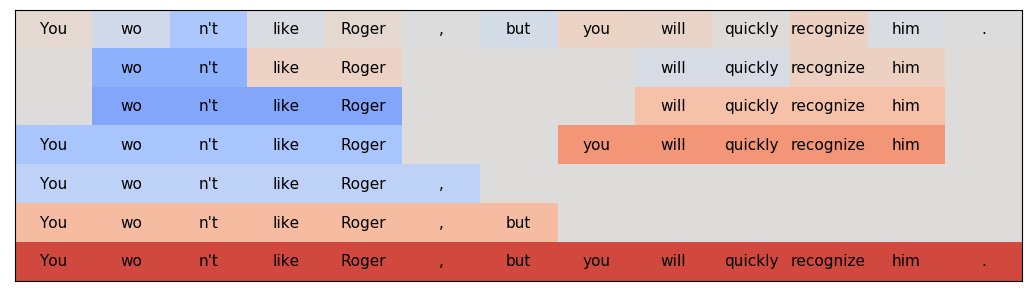 You wo n't like Roger , but you will quickly recognize him .
wo n't like Roger will quickly recognize him
wo n't like Roger will quickly recognize him
You wo n't like Roger you will quickly recognize him
You wo n't like Roger ,
You wo n't like Roger , but
You wo n't like Roger , but you will quickly recognize him .